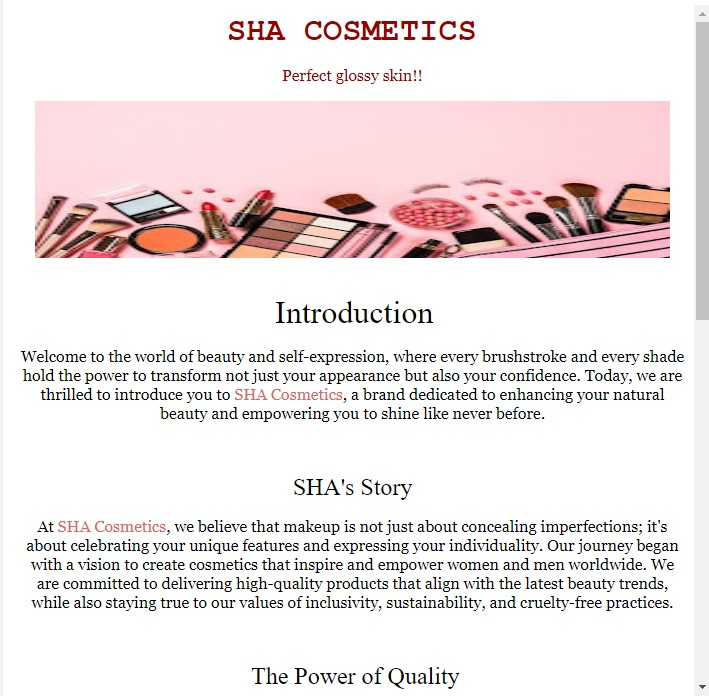 SHA COSMETICS
Perfect glossy skin!!
Introduction
Welcome to the world of beauty and self-expression, where every brushstroke and every shade
hold the power to transform not just your appearance but also your confidence. Today, we are
thrilled to introduce you to SHA Cosmetics, a brand dedicated to enhancing your natural
beauty and empowering you to shine like never before.
SHA's Story
At SHA Cosmetics, we believe that makeup is not just about concealing imperfections; it's
about celebrating your unique features and expressing your individuality. Our journey began
with a vision to create cosmetics that inspire and empower women and men worldwide. We
are committed to delivering high-quality products that align with the latest beauty trends,
while also staying true to our values of inclusivity, sustainability, and cruelty-free practices.
The Power of Quality